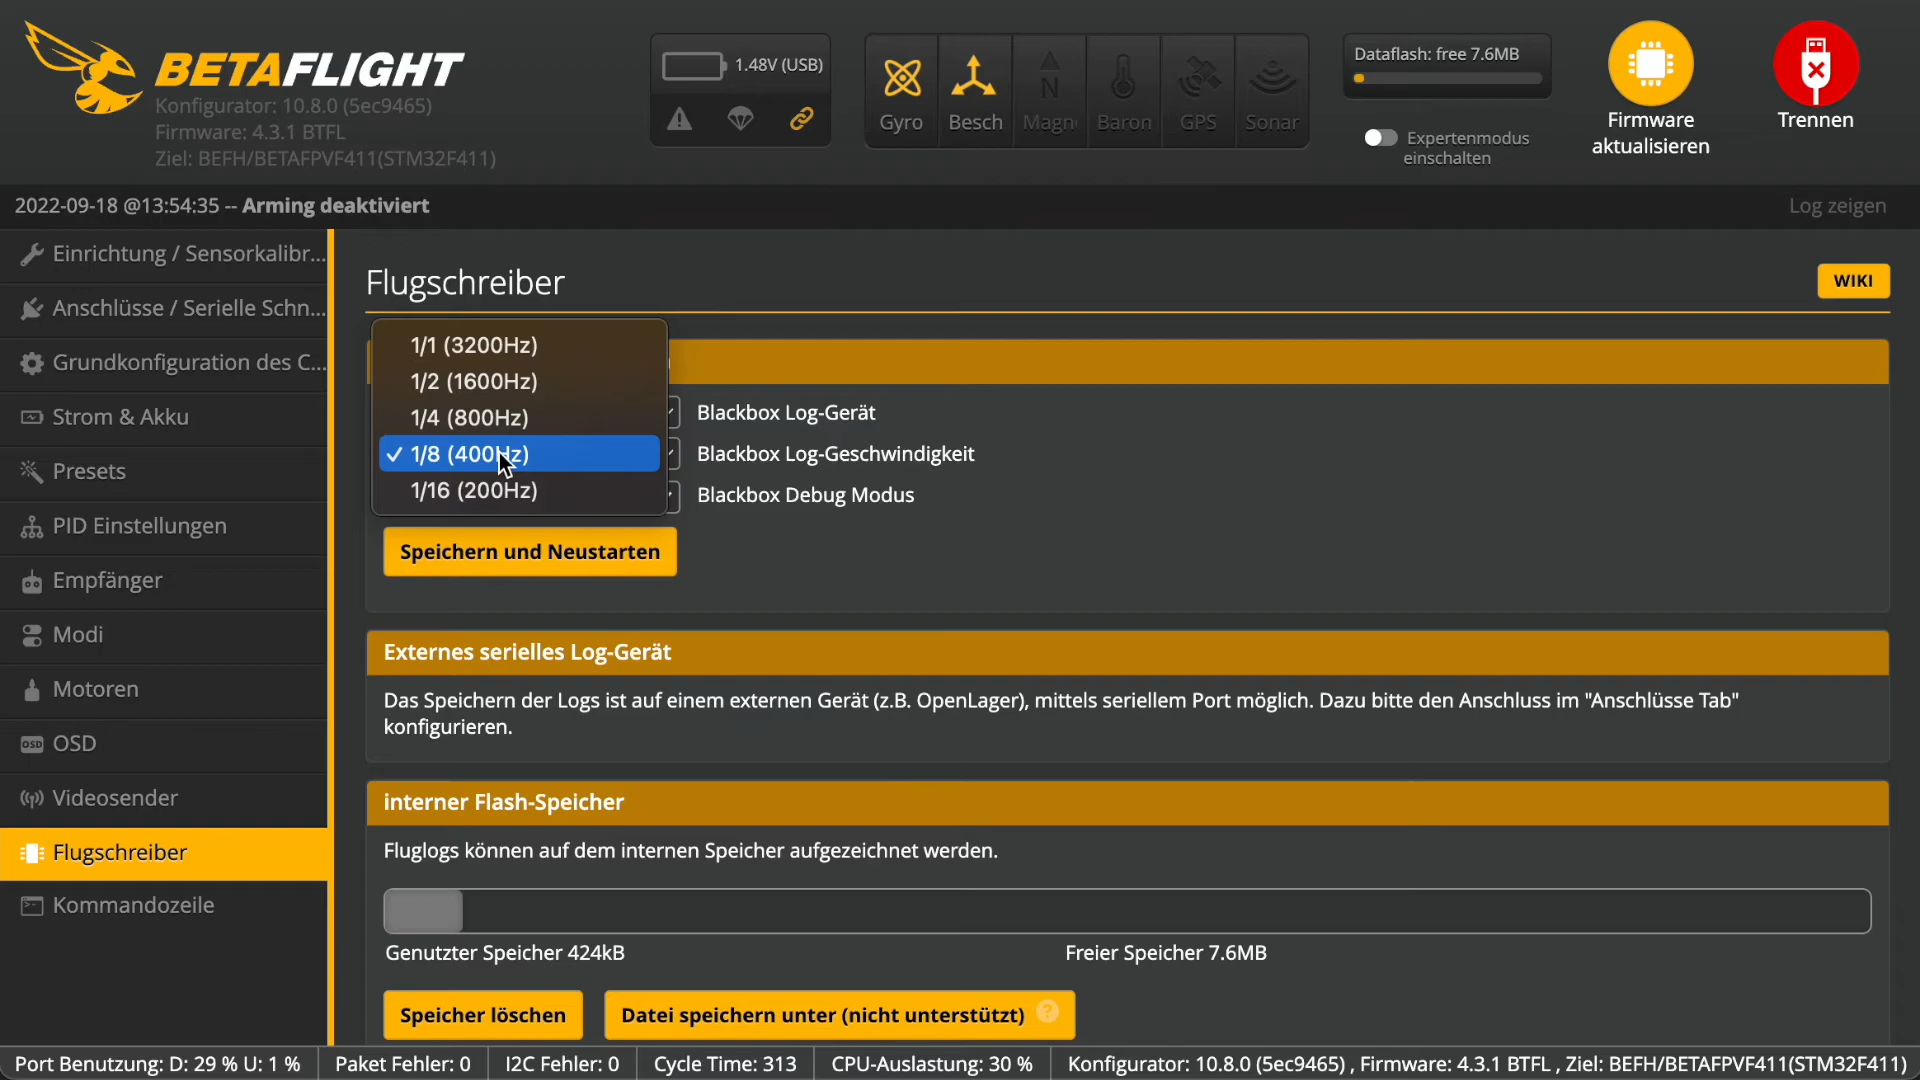 BETAFLIGHT
Konfigurator: 10.8.0 (5ec9465)
Firmware: 4.3.1 BTFL
Ziel: BEFH/BETAFPVF411(STM32F411)
1.48V (USB)
Gyro
Besch
Magn
Baron
GPS
Sonar
Dataflash: free 7.6MB
Expertenmodus
einschalten
Firmware
aktualisieren
Trennen
2022-09-18 @13:54:35 -- Arming deaktiviert
Log zeigen
Einrichtung / Sensorkalibr...
Anschlüsse / Serielle Schn...
Grundkonfiguration des C...
Strom & Akku
Presets
PID Einstellungen
Empfänger
Modi
Motoren
OSD
OSD
Videosender
Flugschreiber
Kommandozeile
Flugschreiber
WIKI
1/1 (3200Hz)
1/2 (1600Hz)
1/4 (800Hz)
1/8 (400Hz)
1/16 (200Hz)
Blackbox Log-Gerät
Blackbox Log-Geschwindigkeit
Blackbox Debug Modus
Speichern und Neustarten
Externes serielles Log-Gerät
Das Speichern der Logs ist auf einem externen Gerät (z.B. OpenLager), mittels seriellem Port möglich. Dazu bitte den Anschluss im "Anschlüsse Tab"
konfigurieren.
interner Flash-Speicher
Fluglogs können auf dem internen Speicher aufgezeichnet werden.
Genutzter Speicher 424kB
Freier Speicher 7.6MB
Speicher löschen
Datei speichern unter (nicht unterstützt) ?
Port Benutzung: D: 29 % U: 1 %
Paket Fehler: 0
I2C Fehler: 0
Cycle Time: 313
CPU-Auslastung: 30 %
Konfigurator: 10.8.0 (5ec9465) , Firmware: 4.3.1 BTFL , Ziel: BEFH/BETAFPVF411(STM32F411)